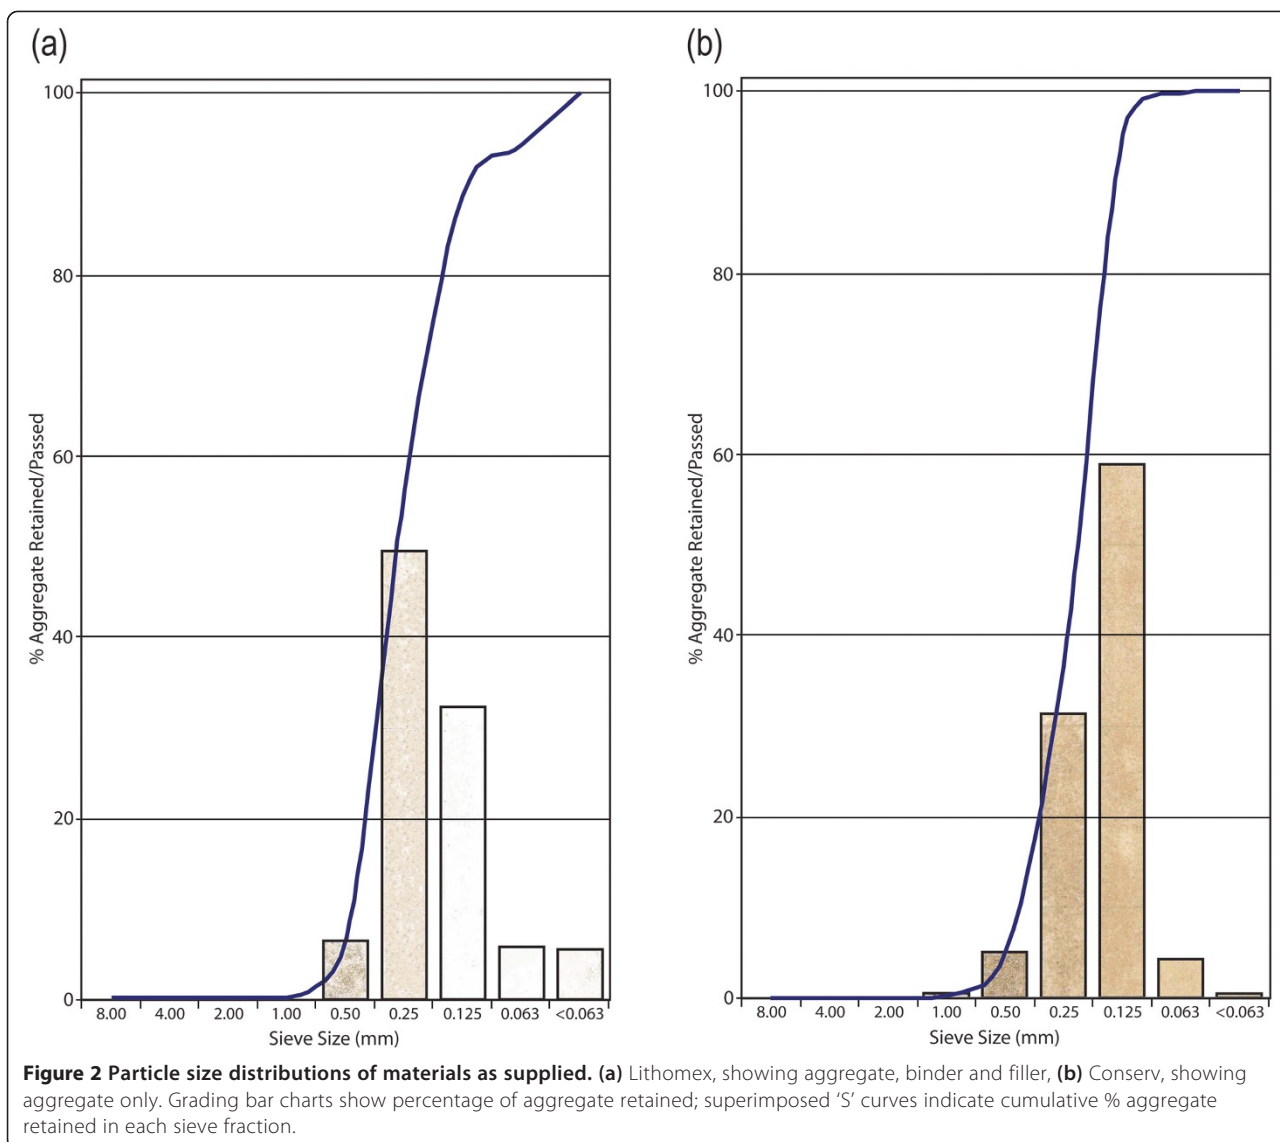 (a)
100
80
60
40
20
0
% Aggregate Retained/Passed
8.00 4.00 2.00 1.00 0.50 0.25 0.125 0.063 <0.063
Sieve Size (mm)
(b)
100
80
60
40
20
0
% Aggregate Retained/Passed
8.00 4.00 2.00 1.00 0.50 0.25 0.125 0.063 <0.063
Sieve Size (mm)
Figure 2 Particle size distributions of materials as supplied. (a) Lithomex, showing aggregate, binder and filler, (b) Conserv, showing
aggregate only. Grading bar charts show percentage of aggregate retained; superimposed ‘S’ curves indicate cumulative % aggregate
retained in each sieve fraction.